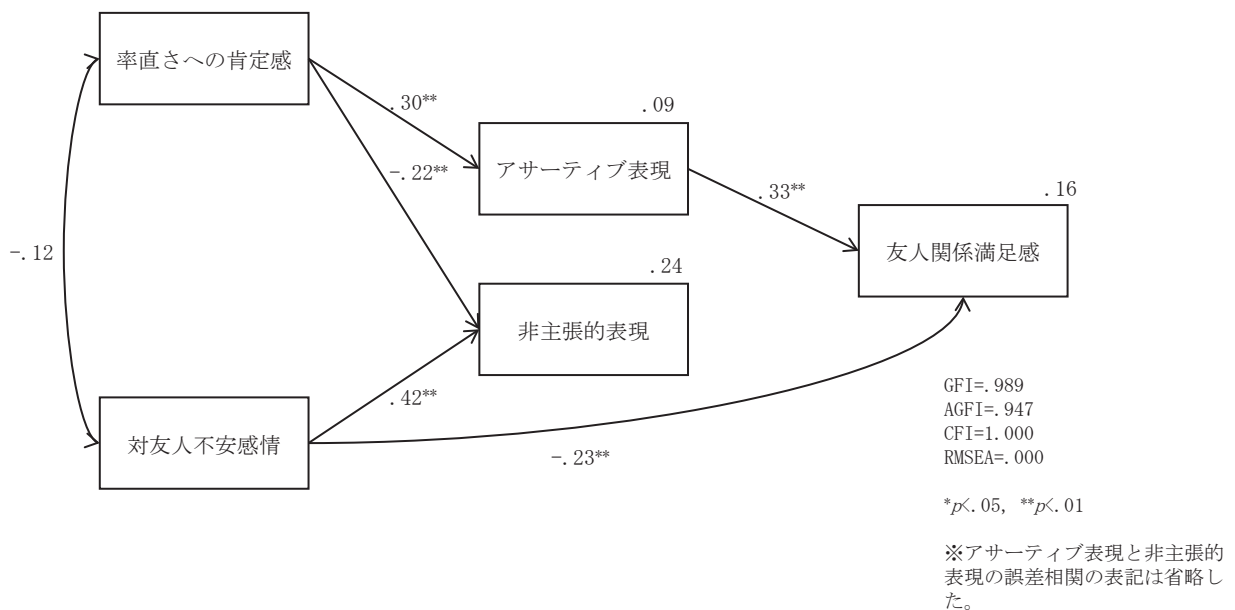 率直さへの肯定感
.30**
.09
アサーティブ表現
-.22**
.33**
.16
友人関係満足感
-.12
.24
非主張的表現
.42**
対友人不安感情
-.23**
GFI=.989
AGFI=.947
CFI=1.000
RMSEA=.000
*p<.05, **p<.01
※アサーティブ表現と非主張的
表現の誤差相関の表記は省略し
た。